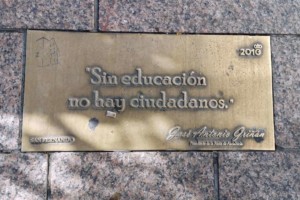 2010
"Sin educación
no hay ciudadanos."
José Antonio Griñán